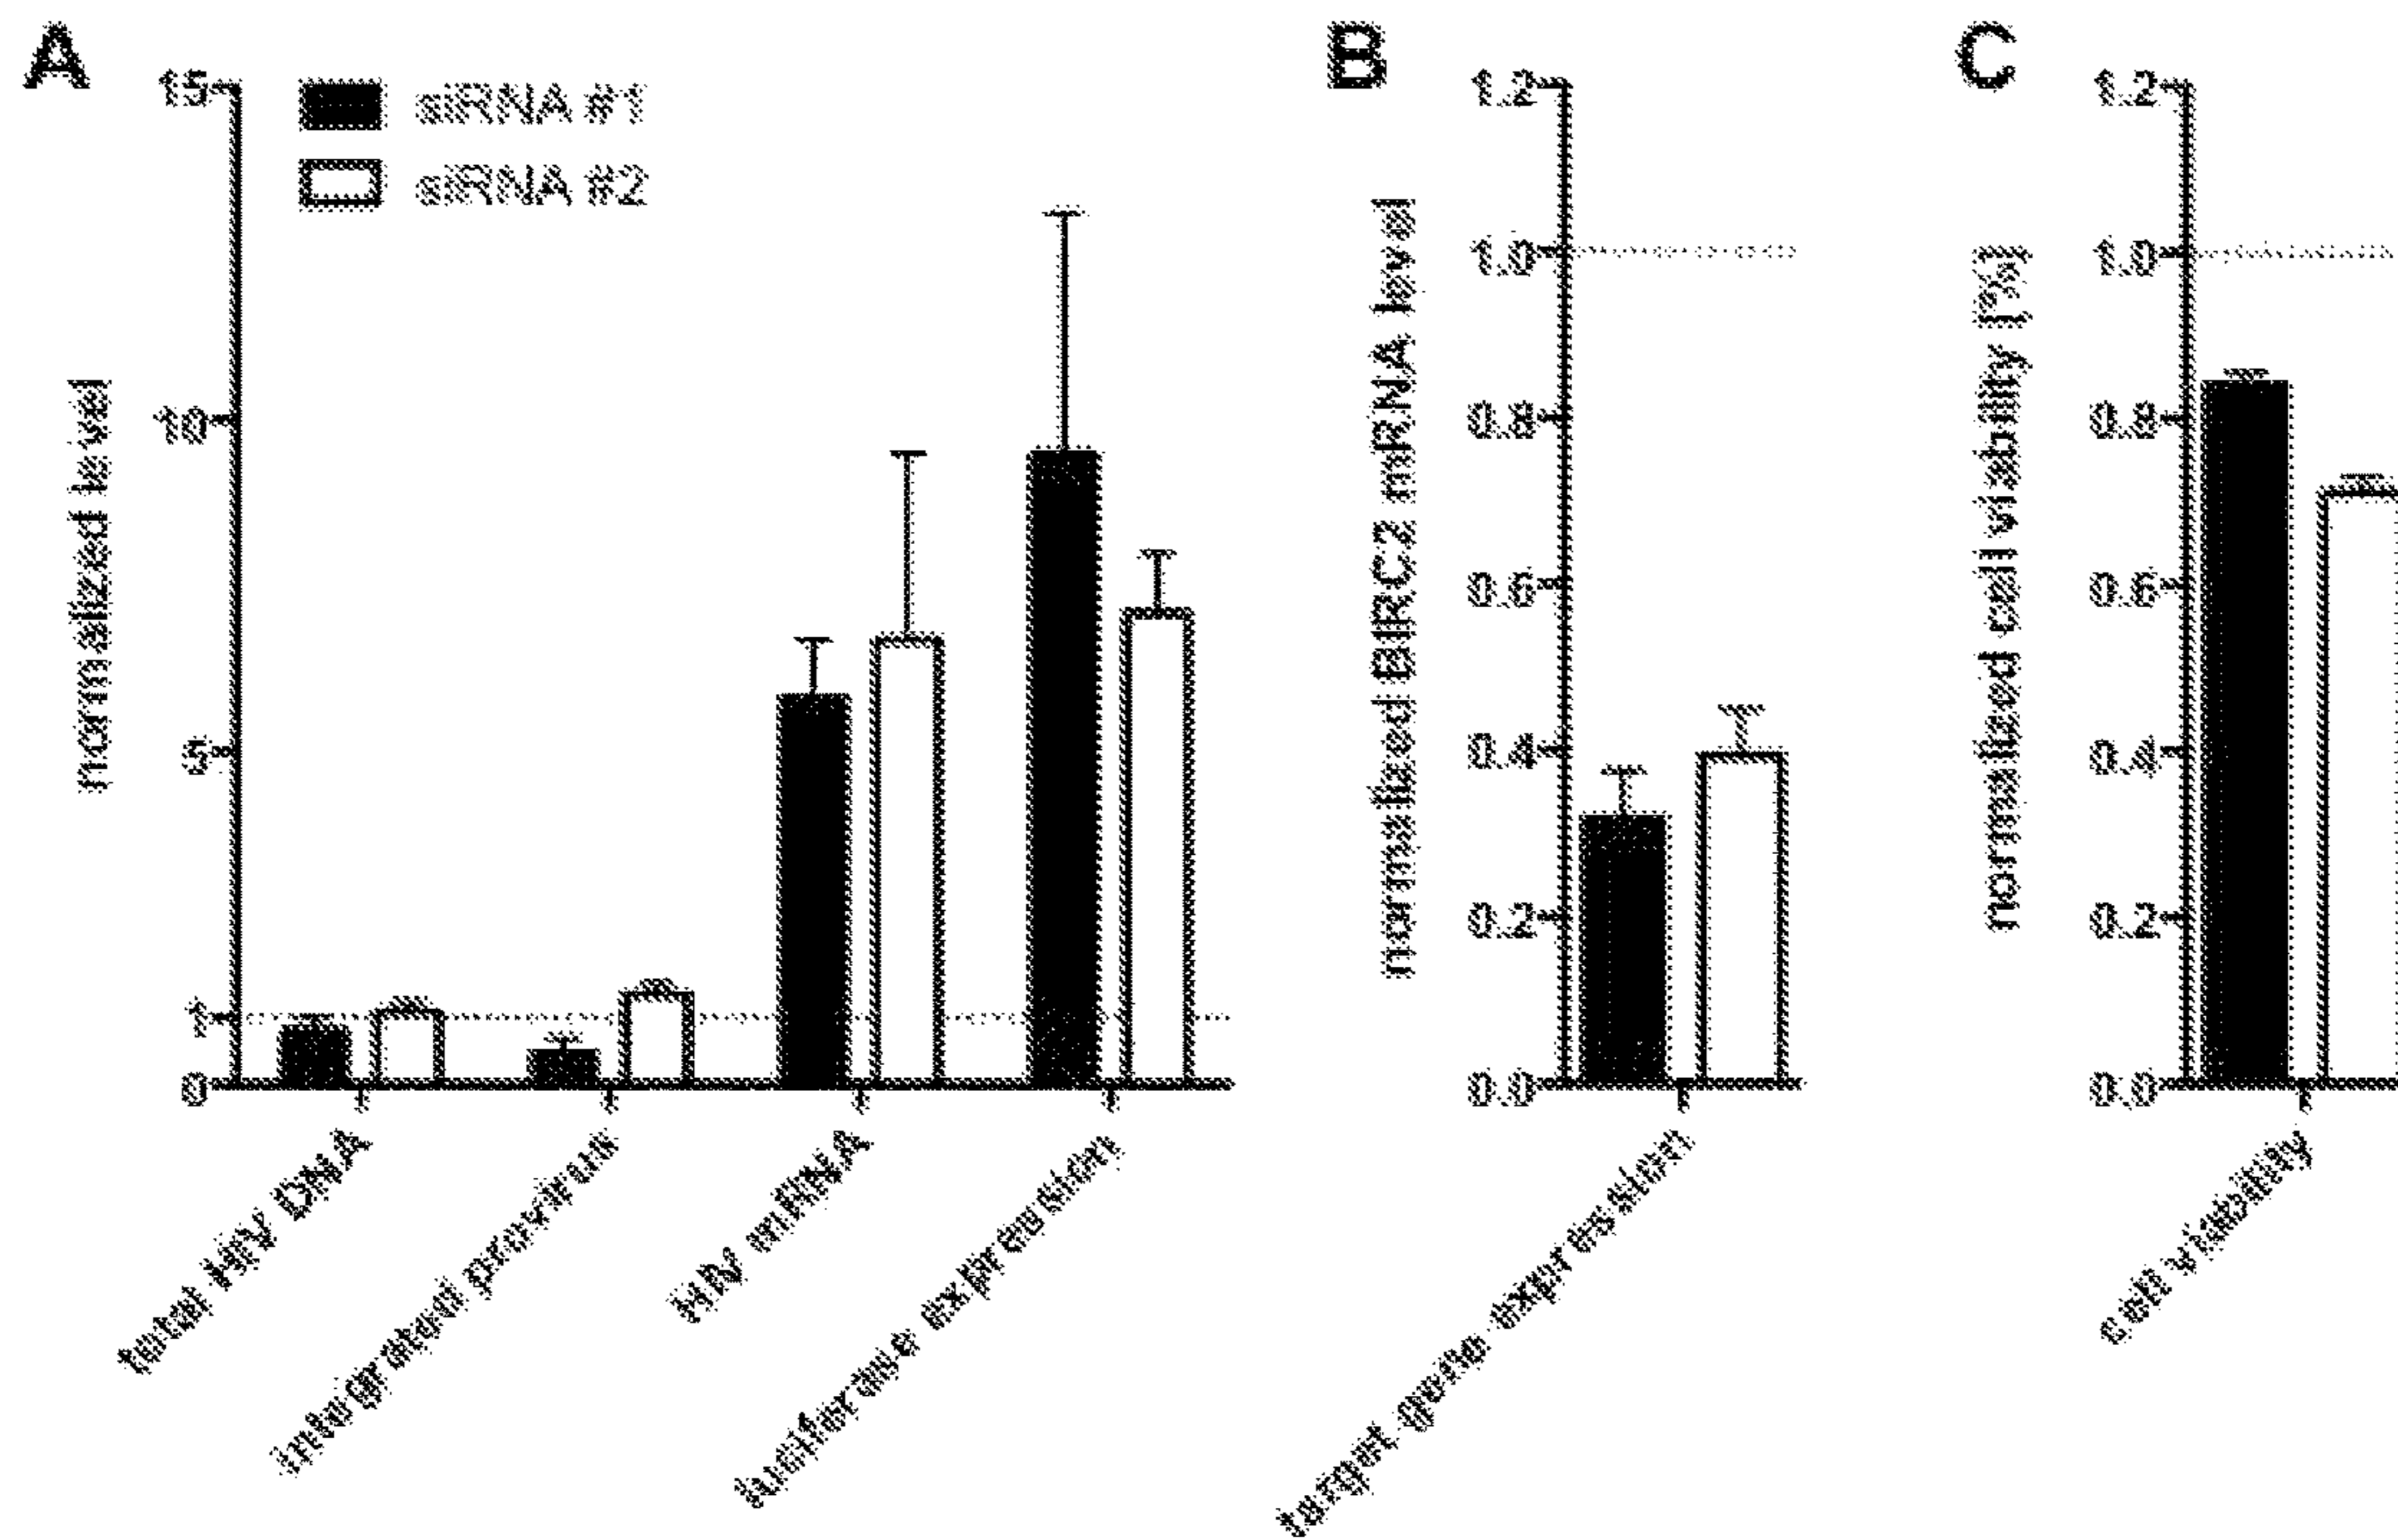 A
15
10
5
1
0
normalized level
siRNA #1
siRNA #2
total HIV DNA
integrated provirus
HIV mRNA
luciferase expression
B
1.2
1.0
0.8
0.6
0.4
0.2
0.0
normalized BIRC2 mRNA level
target gene expression
C
1.2
1.0
0.8
0.6
0.4
0.2
0.0
normalized cell viability [%]
cell viability